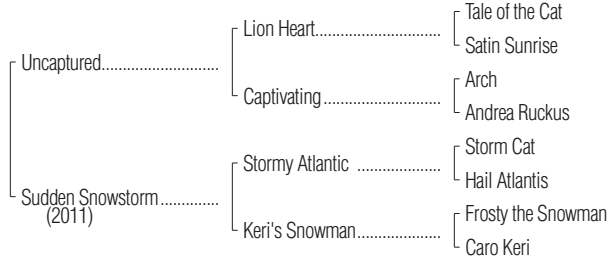 Tale of the Cat
Lion Heart
Satin Sunrise
Uncaptured
Arch
Captivating
Andrea Ruckus
Storm Cat
Stormy Atlantic
Hail Atlantis
Sudden Snowstorm
(2011)
Frosty the Snowman
Keri's Snowman
Caro Keri